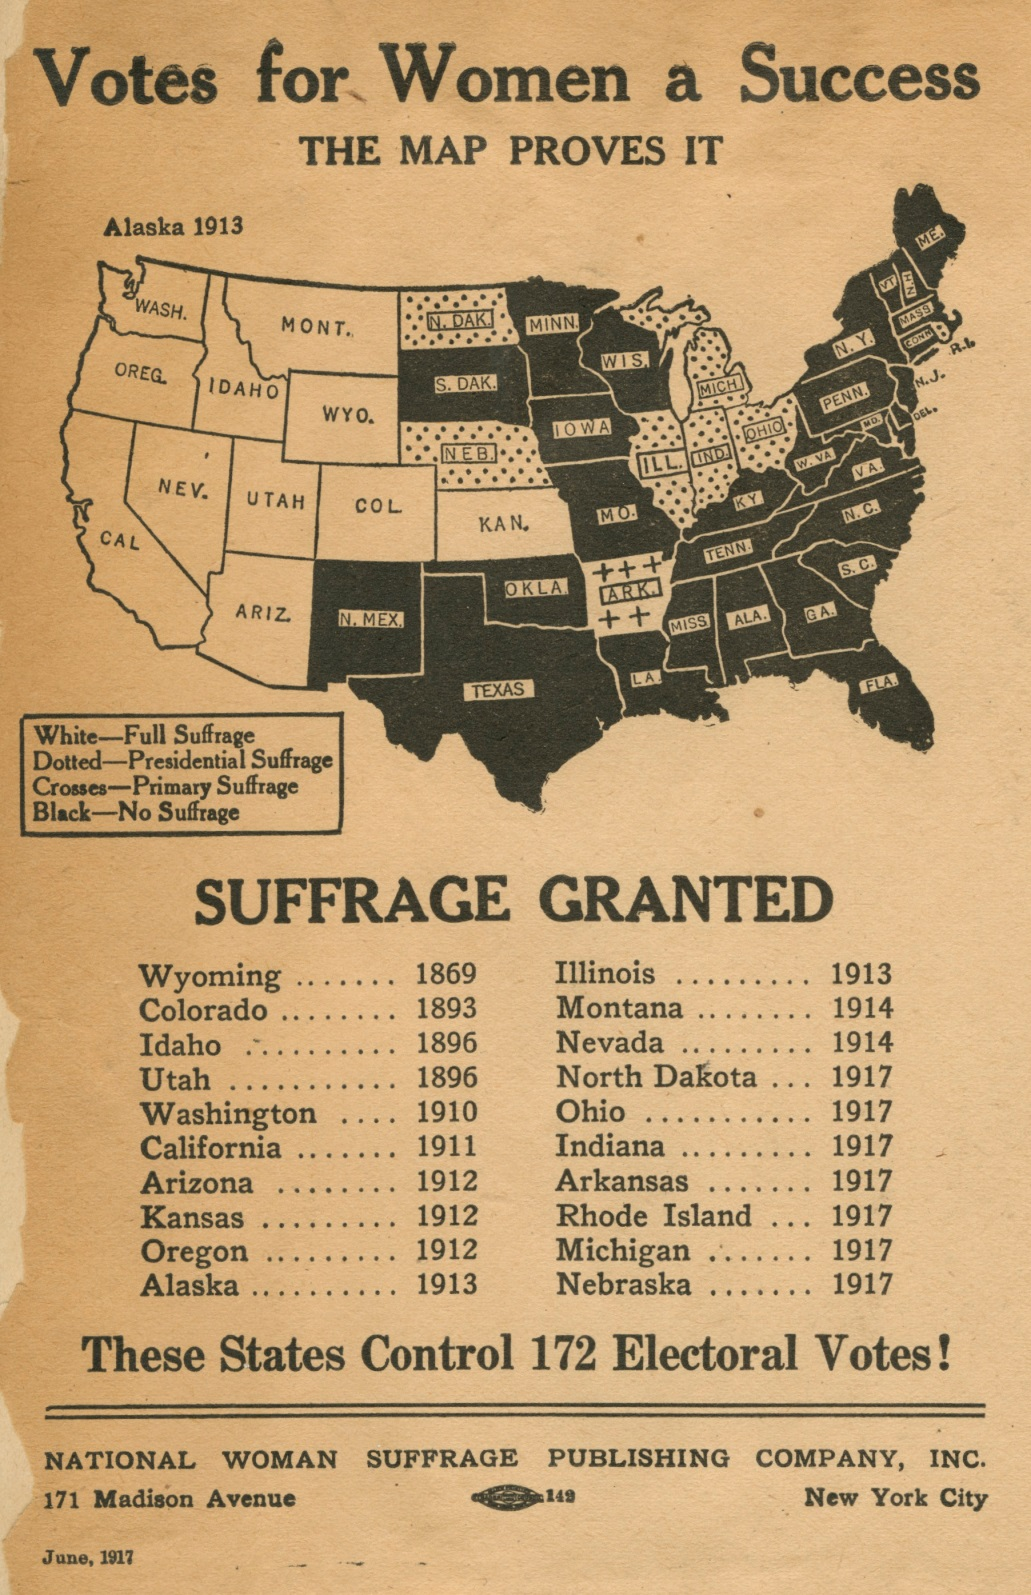 Votes for Women a Success
THE MAP PROVES IT
Alaska 1913
WASH.
OREG.
IDAHO
MONT.
WYO.
NEV.
UTAH
COL.
CAL
ARIZ.
N. MEX.
N. DAK.
S. DAK.
NEB.
KAN.
OKLA.
TEXAS
MINN.
IOWA
MO.
ARK.
LA.
WIS.
ILL.
MICH.
IND.
OHIO
KY
TENN.
MISS.
ALA.
GA.
FLA.
S.C.
N.C.
VA.
W.VA
PENN.
MD.
DEL.
N.J.
N.Y.
CONN.
R.I.
MASS
VT
N.H.
ME.
White—Full Suffrage
Dotted—Presidential Suffrage
Crosses—Primary Suffrage
Black—No Suffrage
SUFFRAGE GRANTED
Wyoming ....... 1869
Colorado ........ 1893
Idaho .......... 1896
Utah ........... 1896
Washington .... 1910
California ....... 1911
Arizona ........ 1912
Kansas ......... 1912
Oregon ......... 1912
Alaska .......... 1913
Illinois ......... 1913
Montana ........ 1914
Nevada ......... 1914
North Dakota ... 1917
Ohio ........... 1917
Indiana ......... 1917
Arkansas ....... 1917
Rhode Island ... 1917
Michigan ....... 1917
Nebraska ....... 1917
These States Control 172 Electoral Votes!
NATIONAL WOMAN SUFFRAGE PUBLISHING COMPANY, INC.
171 Madison Avenue 149 New York City
June, 1917